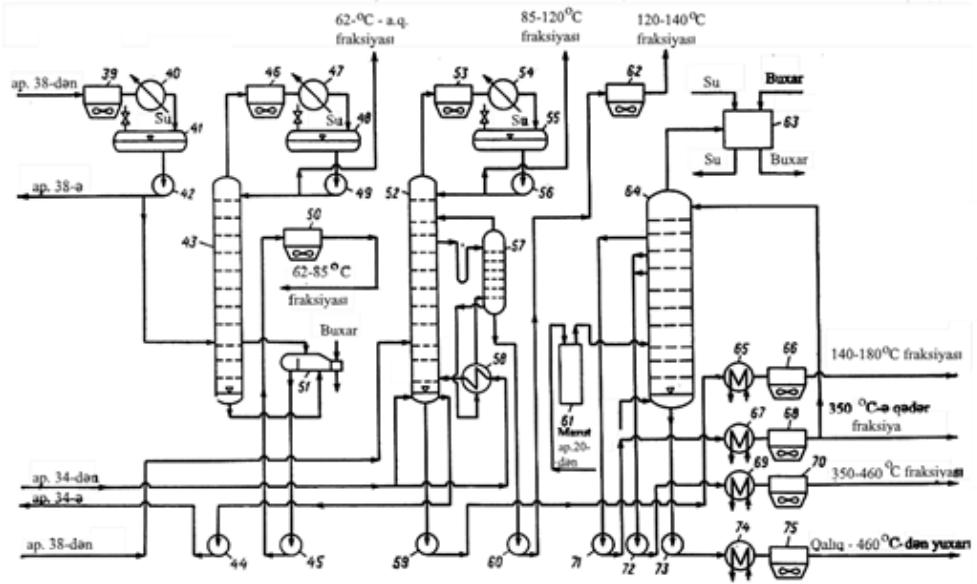 62-°C - a.q.
fraksiyası
85-120°C
fraksiyası
120-140°C
fraksiyası
ap. 38-dən
39
40
Su
41
42
ap. 38-ə
46
47
Su
48
49
43
50
62-85°C
fraksiyası
Buxar
51
53
54
Su
55
56
52
57
58
62
Su
Buxar
63
Su
Buxar
64
61
Mazut
ap.20-
dən
65
66
140-180°C fraksiyası
67
68
350 °C-ə qədər
fraksiya
69
70
350-460°C fraksiyası
ap. 34-dən
ap. 34-ə
ap. 38-dən
44
45
59
60
71
72
73
74
75
Qalıq - 460°C-dən yuxarı